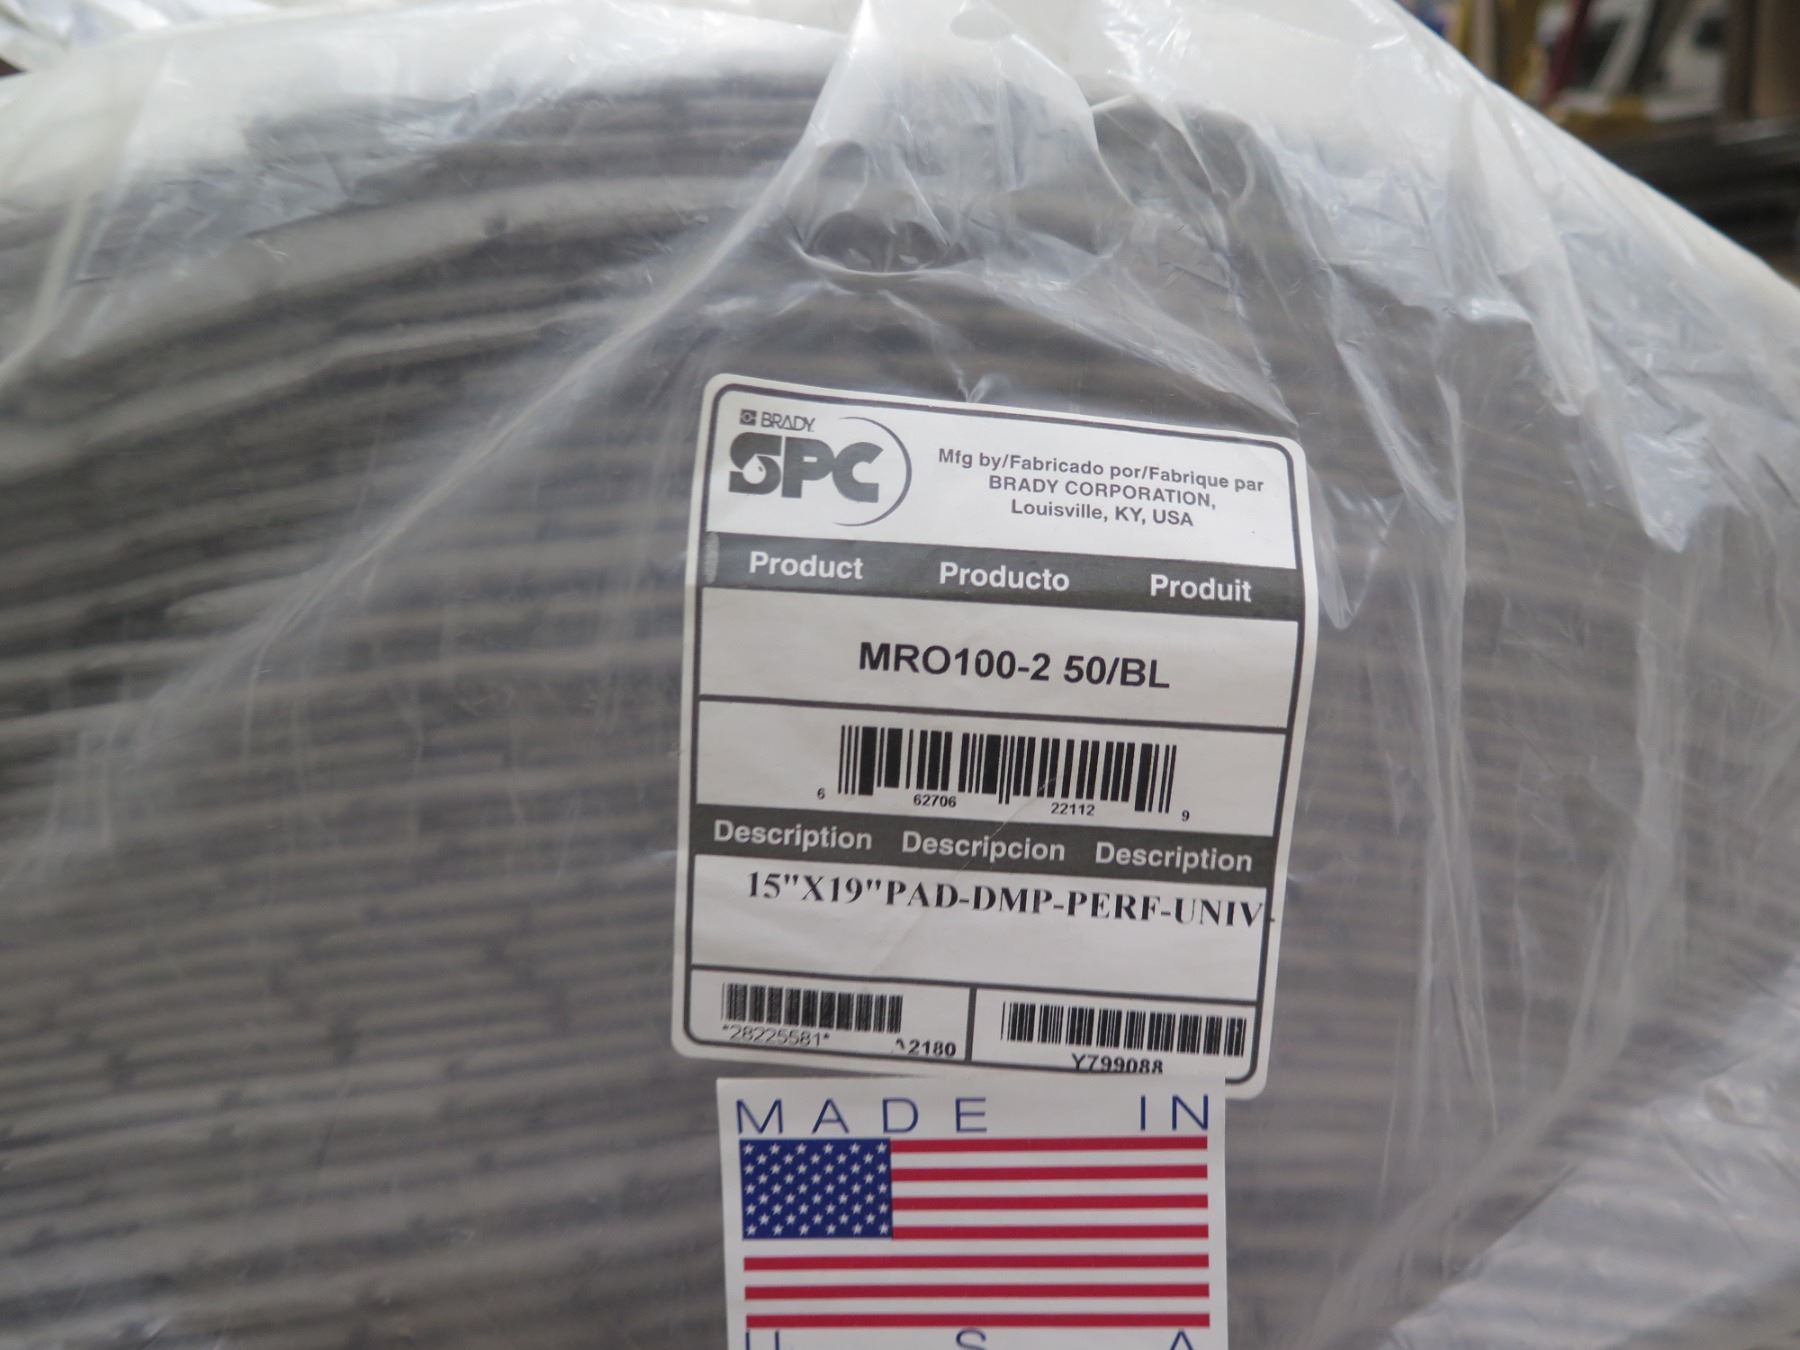 BRADY
SPC
Mfg by/Fabricado por/Fabrique par
BRADY CORPORATION,
Louisville, KY, USA
Product Producto Produit
MRO100-2 50/BL
6 62706 22112 9
Description Descripcion Description
15"X19"PAD-DMP-PERF-UNIV-
*28225581* A2180
Y799088
MADE IN
U S A